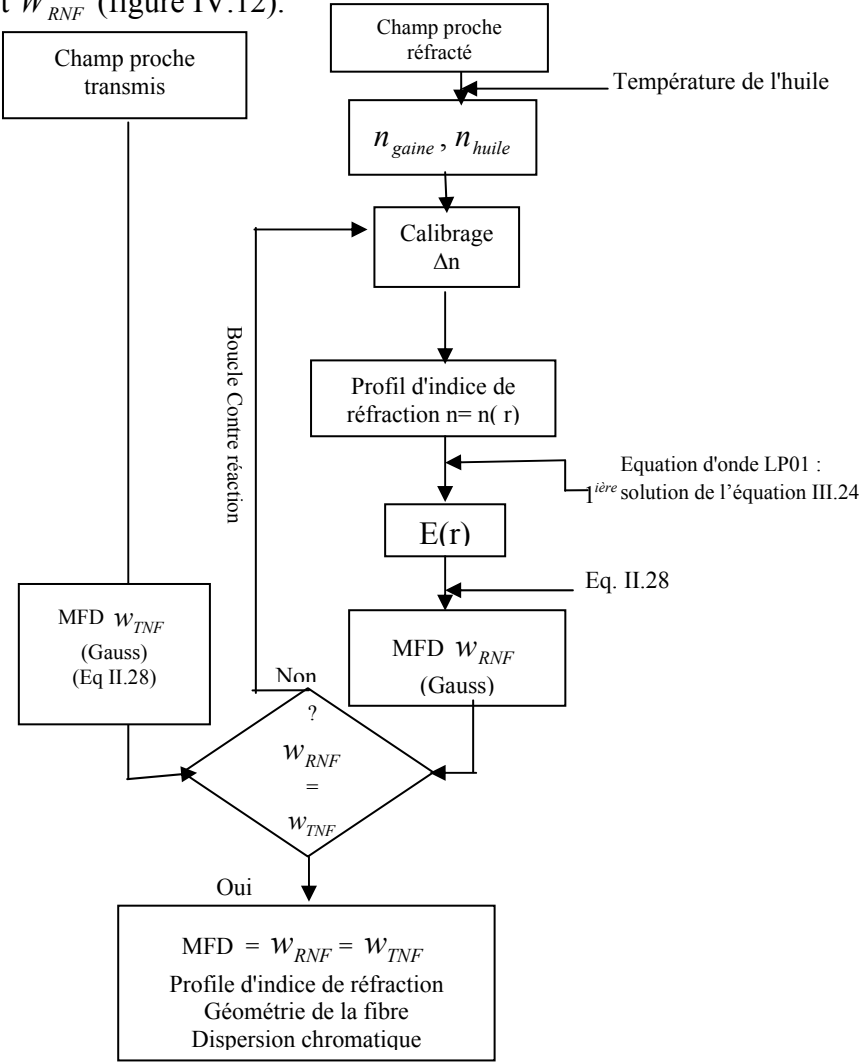 t w_RNF (figure IV.12).
Champ proche
transmis
Champ proche
réfracté
Température de l'huile
n_gaine , n_huile
Calibrage
Δn
Boucle Contre réaction
Profil d'indice de
réfraction n= n( r)
Equation d'onde LP01 :
1^ière solution de l’équation III.24
E(r)
Eq. II.28
MFD w_TNF
(Gauss)
(Eq II.28)
MFD w_RNF
(Gauss)
Non
?
w_RNF
=
w_TNF
Oui
MFD = w_RNF = w_TNF
Profile d'indice de réfraction
Géométrie de la fibre
Dispersion chromatique